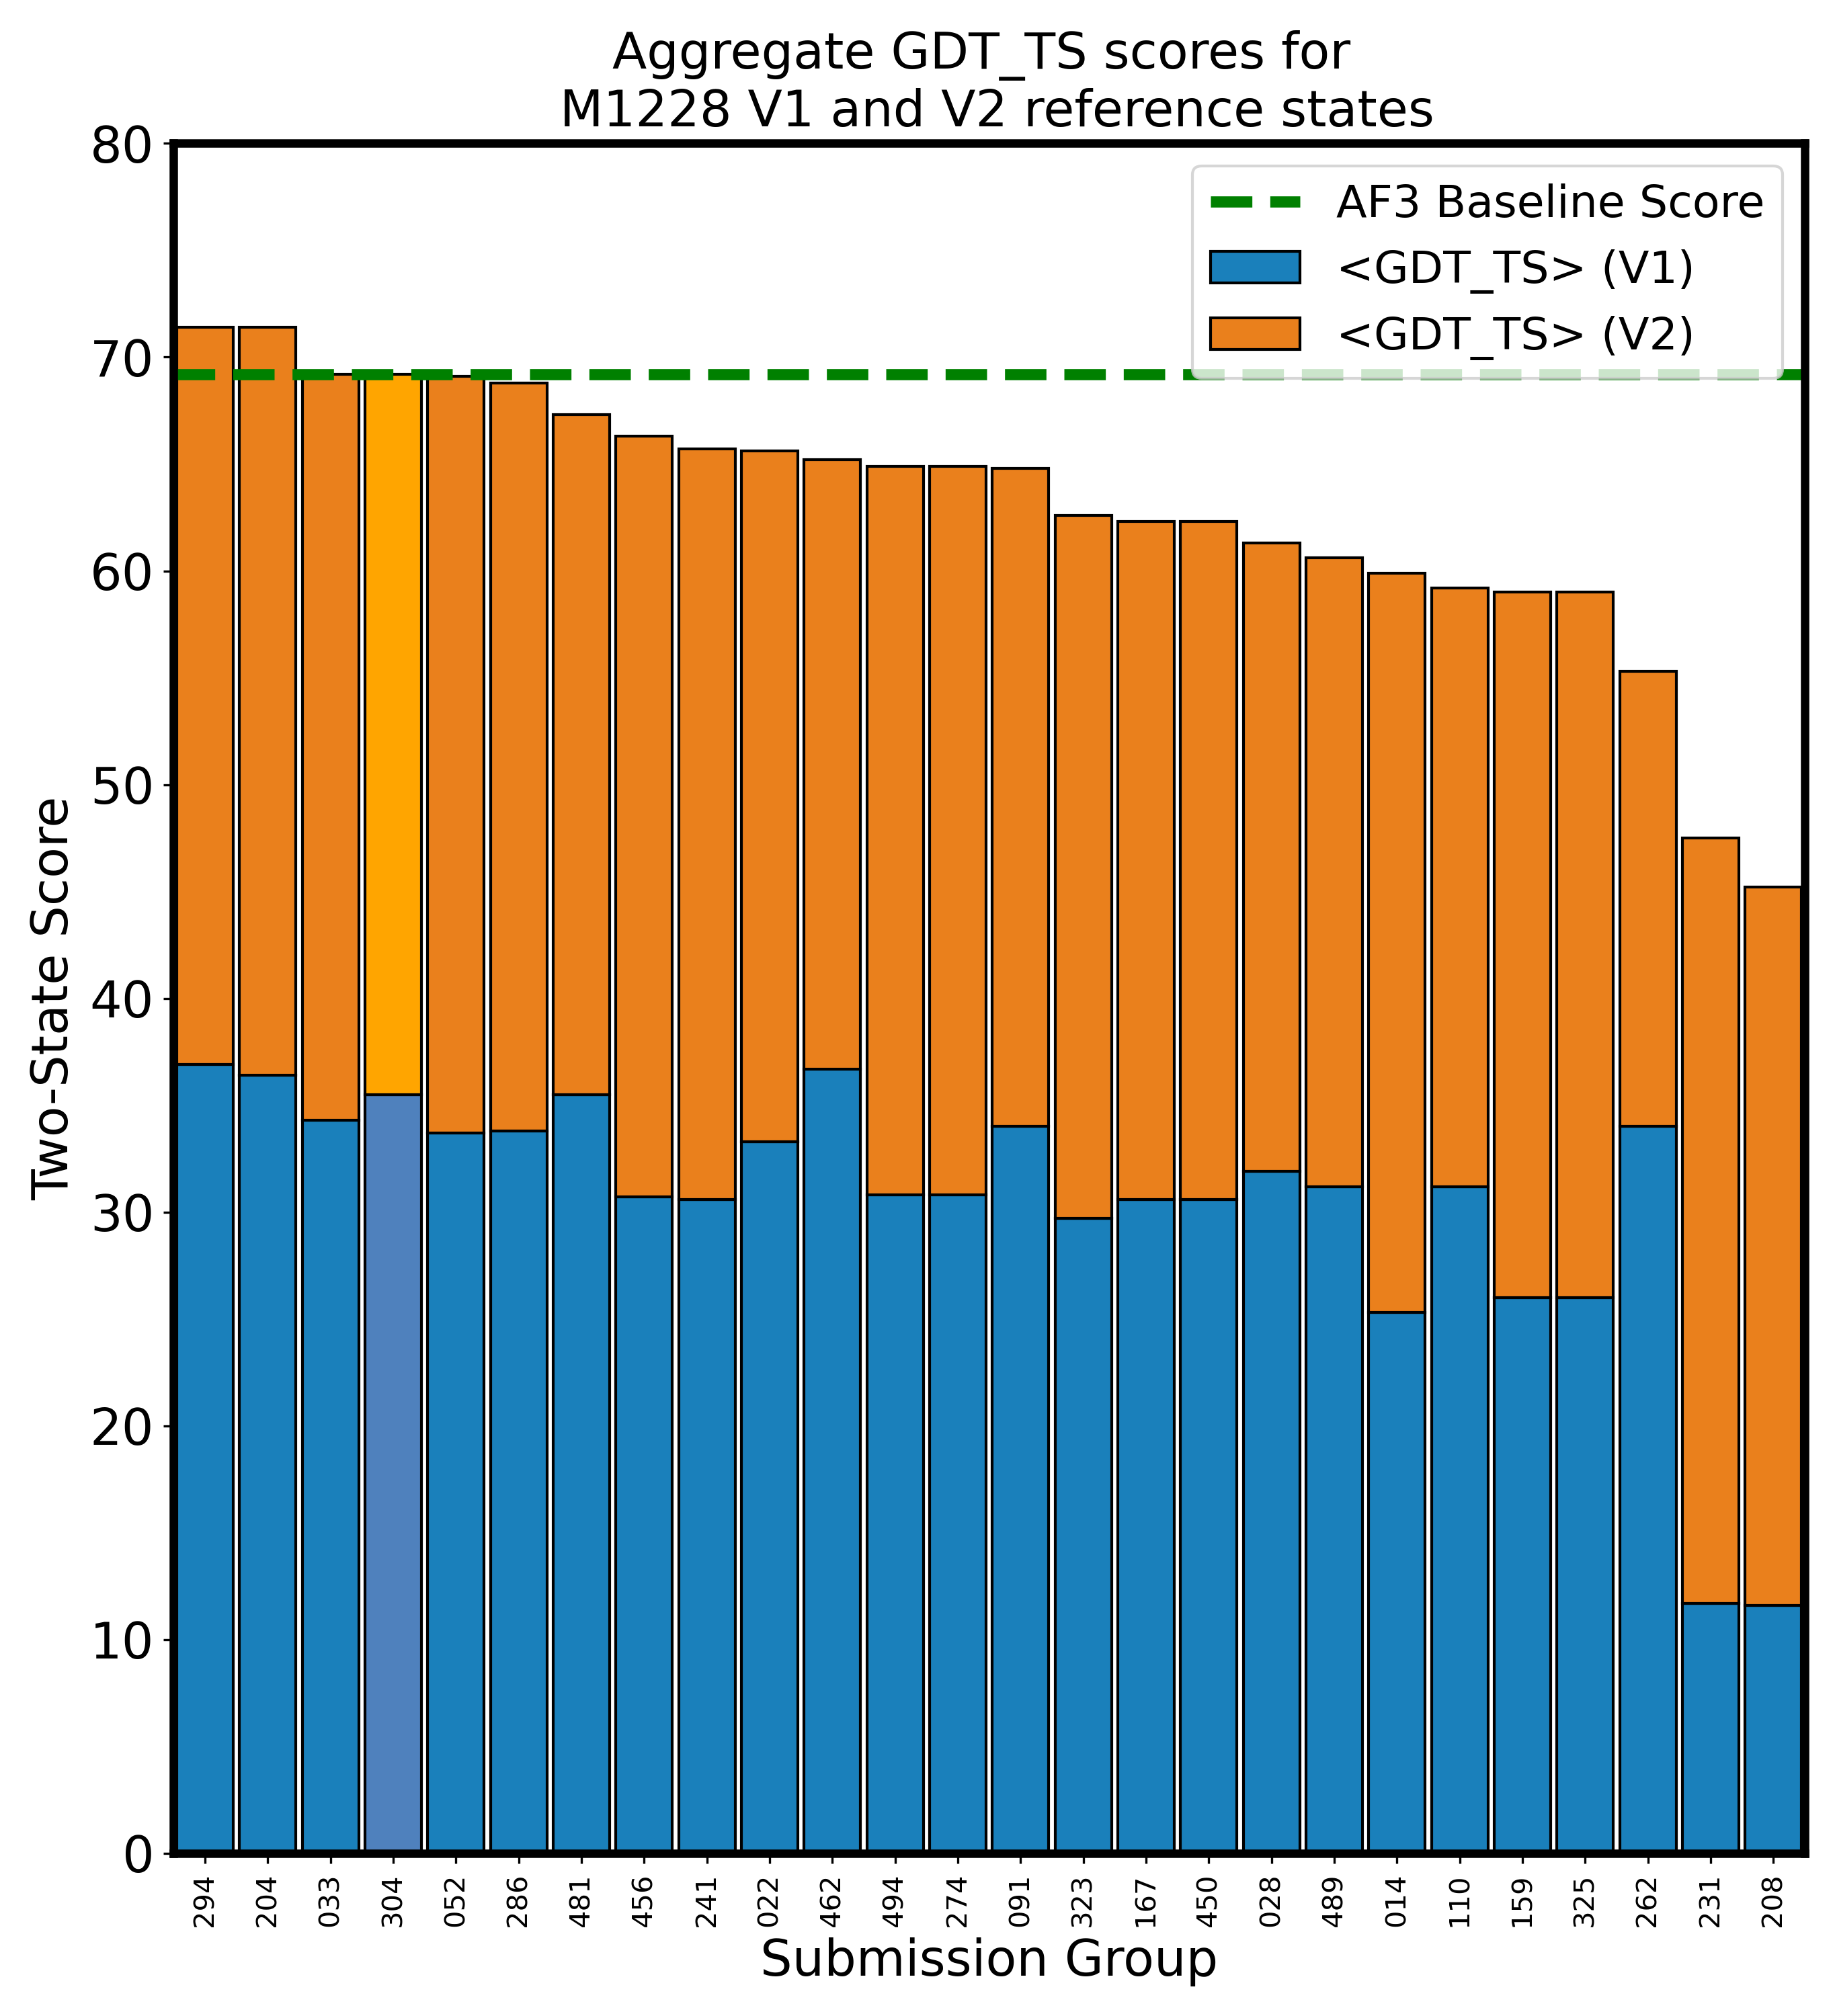 Aggregate GDT_TS scores for
M1228 V1 and V2 reference states
AF3 Baseline Score
<GDT_TS> (V1)
<GDT_TS> (V2)
Two-State Score
80
70
60
50
40
30
20
10
0
294 204 033 304 052 286 481 456 241 022 462 494 274 091 323 167 450 028 489 014 110 159 325 262 231 208
Submission Group